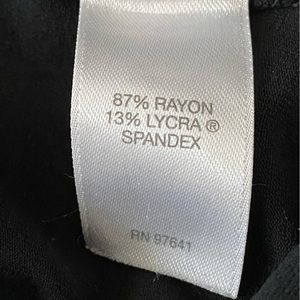 87% RAYON
13% LYCRA ®
SPANDEX
RN 97641